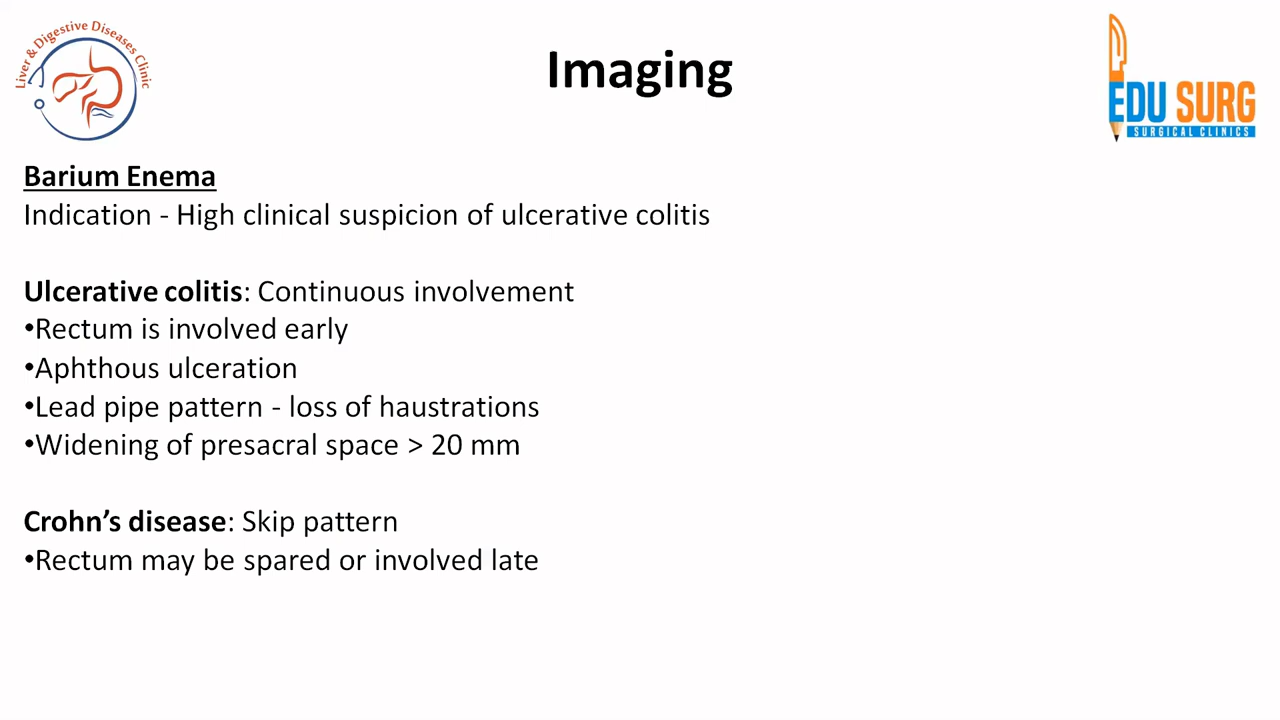 Liver & Digestive Diseases Clinic
Imaging
EDU SURG
SURGICAL CLINICS
Barium Enema
Indication - High clinical suspicion of ulcerative colitis
Ulcerative colitis: Continuous involvement
•Rectum is involved early
•Aphthous ulceration
•Lead pipe pattern - loss of haustrations
•Widening of presacral space > 20 mm
Crohn’s disease: Skip pattern
•Rectum may be spared or involved late